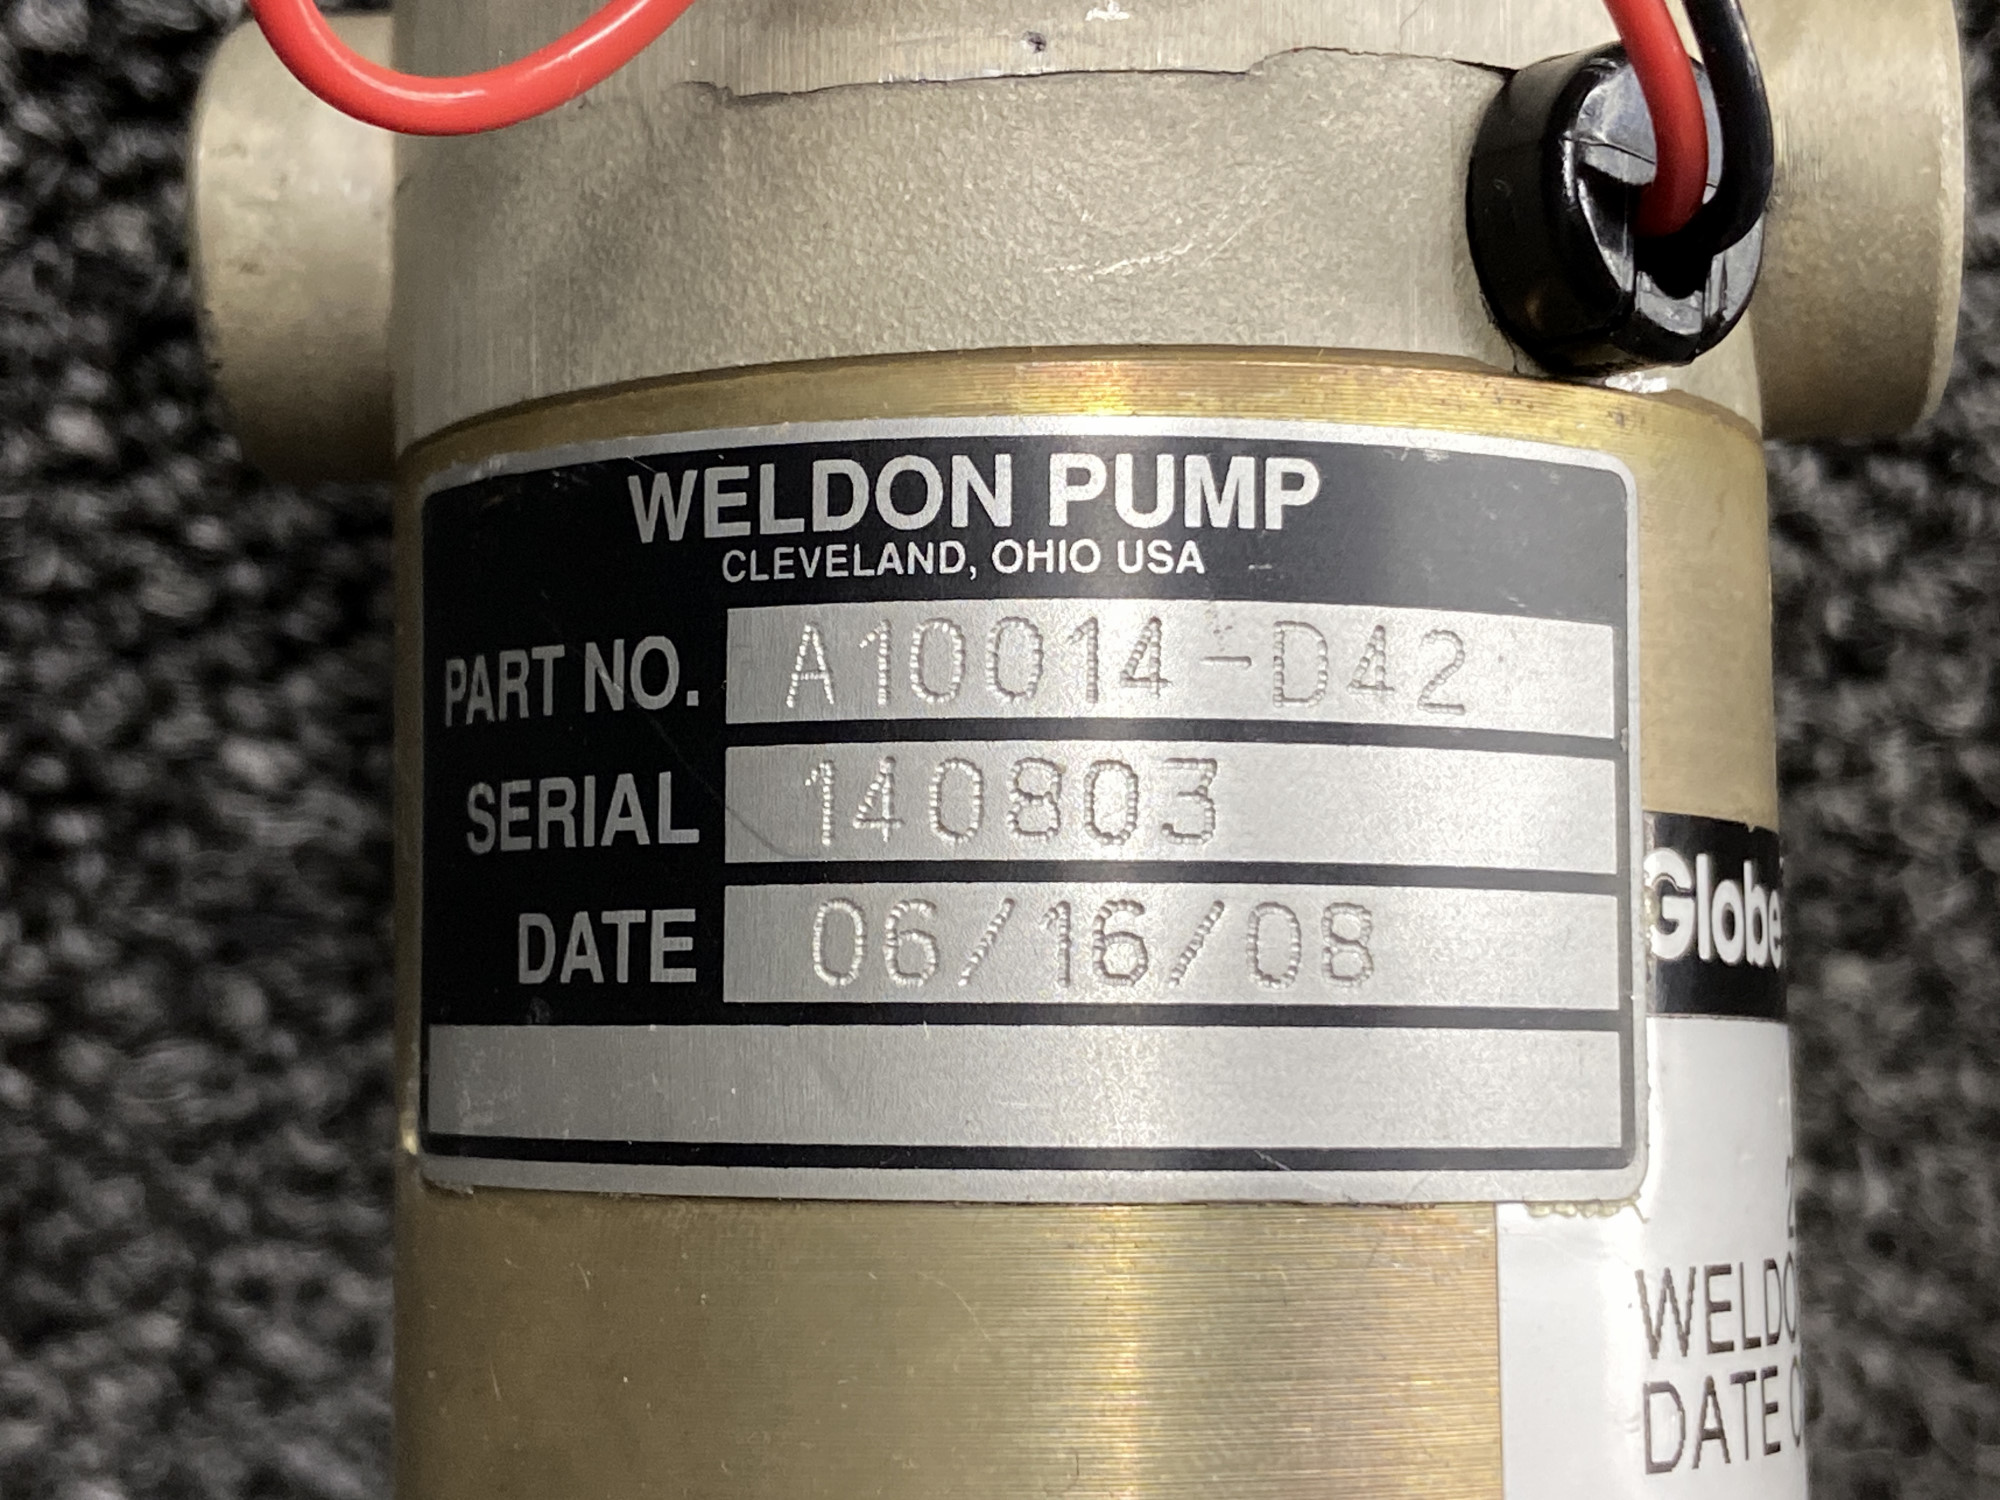 WELDON PUMP
CLEVELAND, OHIO USA
PART NO. A10014-D42
SERIAL 140803
DATE 06/16/08
Globe
WELDO
DATE